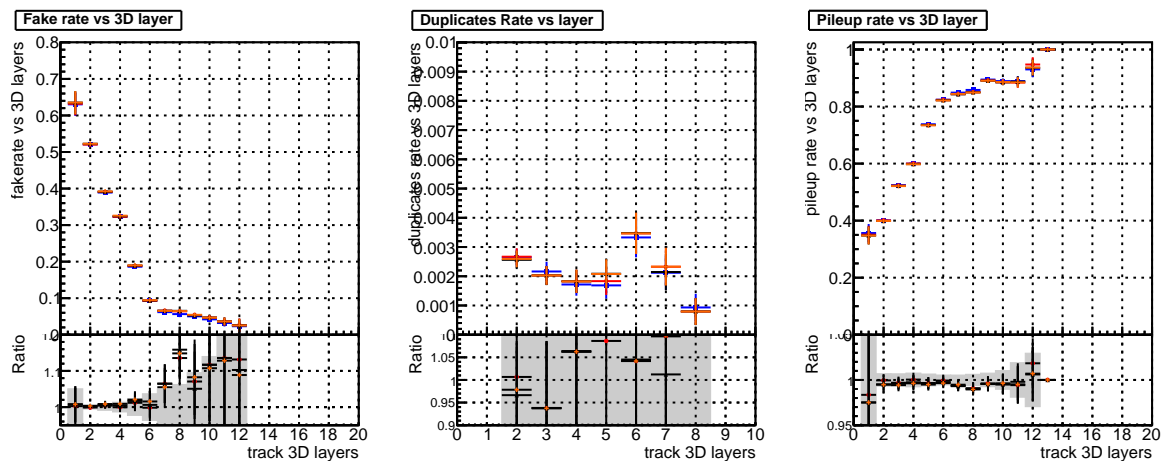 Fake rate vs 3D layer
fakerate vs 3D layers
0.8
0.7
0.6
0.5
0.4
0.3
0.2
0.1
0
Ratio
1.1
1
0 2 4 6 8 10 12 14 16 18 20
track 3D layers
Duplicates Rate vs layer
duplicates rate vs 3D layers
0.01
0.009
0.008
0.007
0.006
0.005
0.004
0.003
0.002
0.001
0
Ratio
1.05
1
0.95
0.9
0 1 2 3 4 5 6 7 8 9 10
track 3D layers
Pileup rate vs 3D layer
pileup rate vs 3D layers
1
0.8
0.6
0.4
0.2
0
Ratio
1
0.95
0 2 4 6 8 10 12 14 16 18 20
track 3D layers